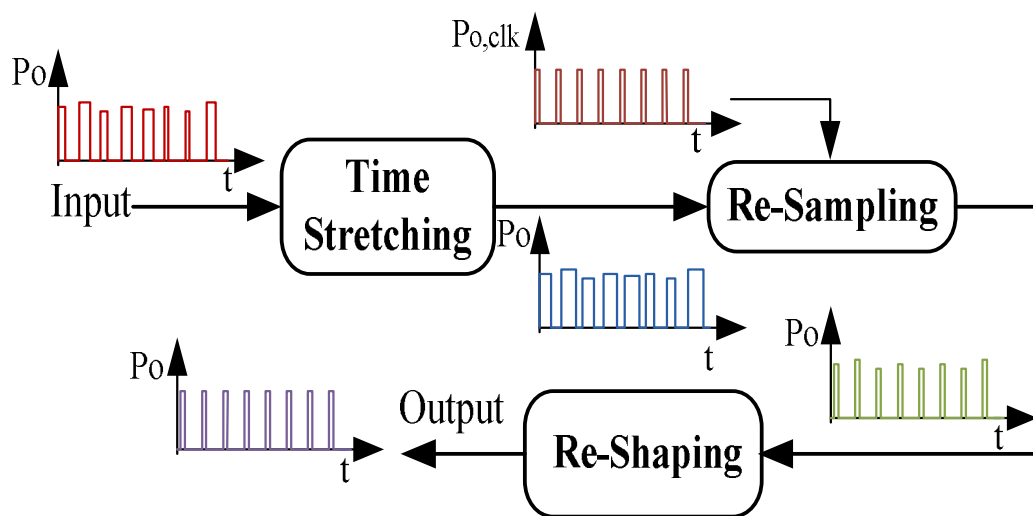 Po
t
Input
Time
Stretching
Po,clk
t
Re-Sampling
Po
t
Po
t
Output
Re-Shaping
Po
t